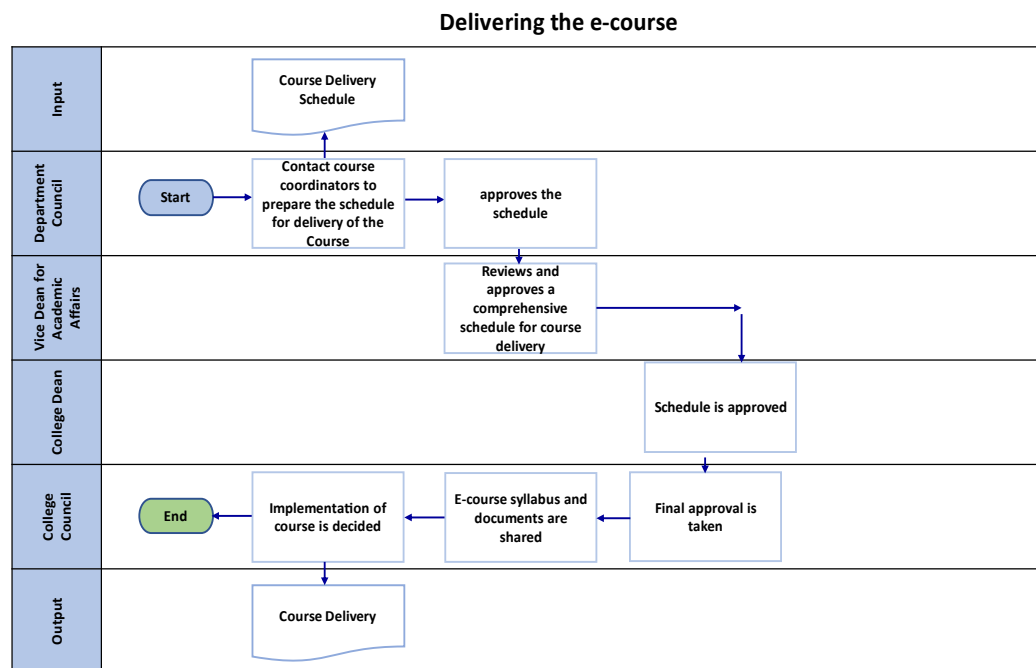 Delivering the e-course
Input
Course Delivery
Schedule
Department
Council
Start
Contact course
coordinators to
prepare the schedule
for delivery of the
Course
approves the
schedule
Vice Dean for
Academic
Affairs
Reviews and
approves a
comprehensive
schedule for course
delivery
College Dean
Schedule is approved
College
Council
End
Implementation of
course is decided
E-course syllabus and
documents are
shared
Final approval is
taken
Output
Course Delivery